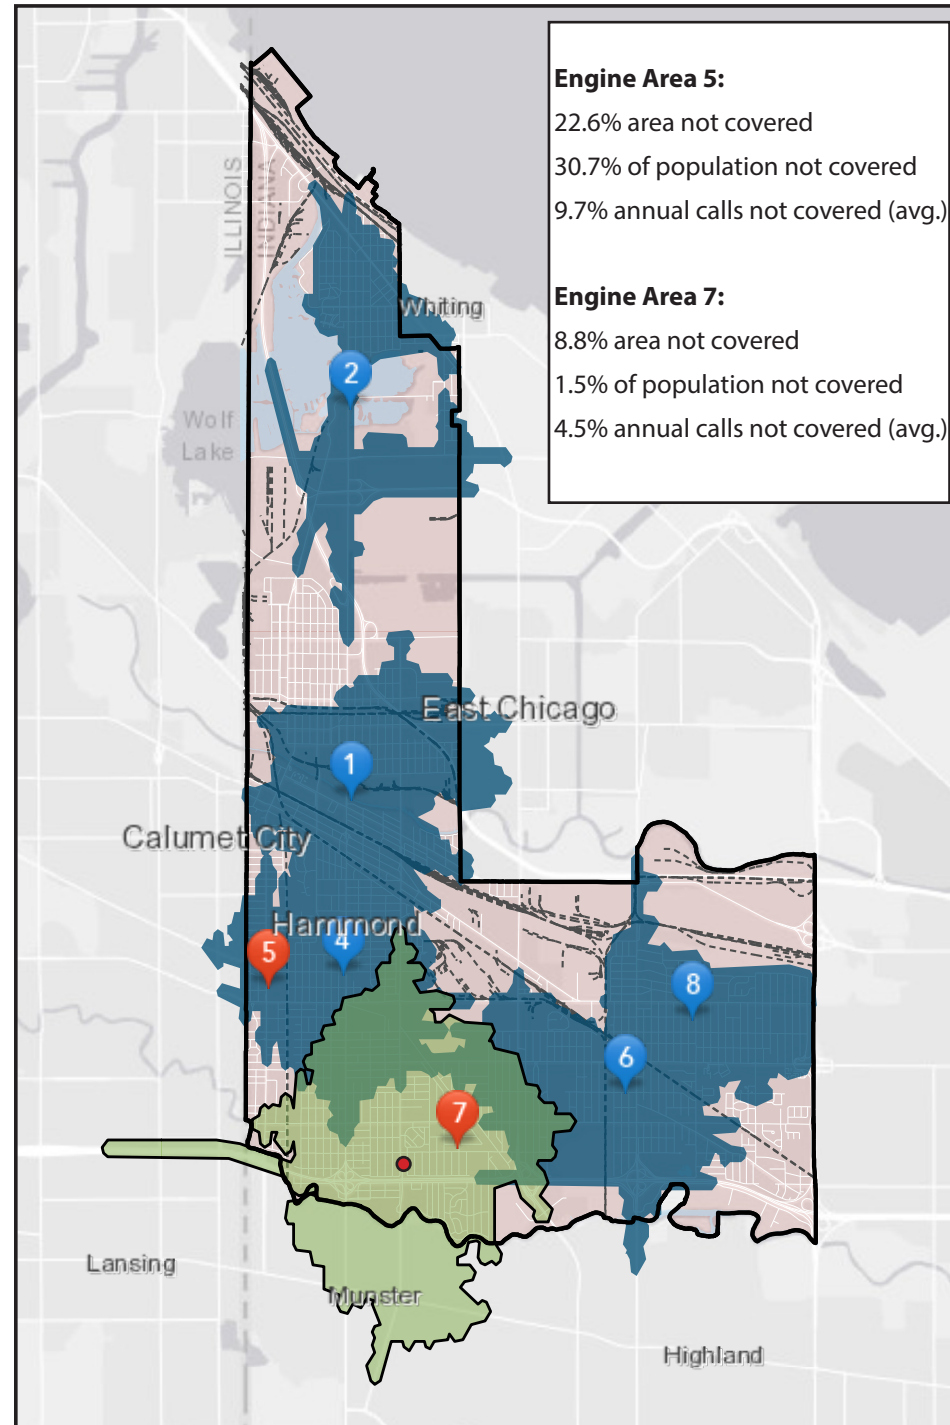 Engine Area 5:
22.6% area not covered
30.7% of population not covered
9.7% annual calls not covered (avg.)
Engine Area 7:
8.8% area not covered
1.5% of population not covered
4.5% annual calls not covered (avg.)
ILLINOIS
INDIANA
Whiting
2
Wolf
Lake
East Chicago
1
Calumet City
Hammond
5
4
8
6
7
Lansing
Munster
Highland